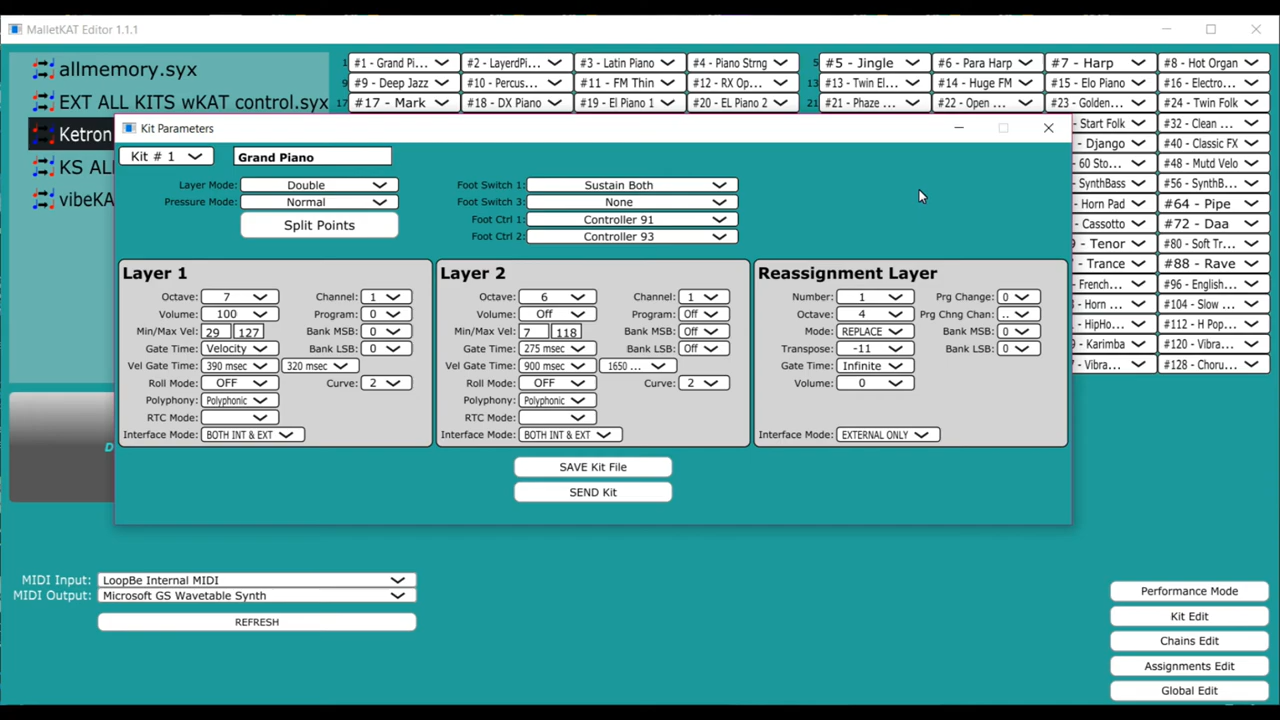 MalletKAT Editor 1.1.1
allmemory.syx
EXT ALL KITS wKAT control.syx
Ketron
KS AL
vibeKA
1 #1 - Grand Pi... #2 - LayerdPi... #3 - Latin Piano #4 - Piano Strng 5 #5 - Jingle #6 - Para Harp #7 - Harp #8 - Hot Organ
9 #9 - Deep Jazz #10 - Percus... #11 - FM Thin #12 - RX Op... 13 #13 - Twin El... #14 - Huge FM #15 - Elo Piano #16 - Electro...
17 #17 - Mark #18 - DX Piano #19 - El Piano 1 #20 - EL Piano 2 21 #21 - Phaze ... #22 - Open ... #23 - Golden... #24 - Twin Folk
Start Folk #32 - Clean ...
Django #40 - Classic FX
60 Sto... #48 - Mutd Velo
SynthBass #56 - SynthB...
Horn Pad #64 - Pipe
Cassotto #72 - Daa
- Tenor #80 - Soft Tr...
- Trance #88 - Rave
French... #96 - English...
Horn #104 - Slow ...
- HipHo... #112 - H Pop...
- Karimba #120 - Vibra...
- Vibra... #128 - Choru...
Kit Parameters
Kit # 1 Grand Piano
Layer Mode: Double
Pressure Mode: Normal
Split Points
Foot Switch 1: Sustain Both
Foot Switch 3: None
Foot Ctrl 1: Controller 91
Foot Ctrl 2: Controller 93
Layer 1
Octave: 7 Channel: 1
Volume: 100 Program: 0
Min/Max Vel: 29 127 Bank MSB: 0
Gate Time: Velocity Bank LSB: 0
Vel Gate Time: 390 msec 320 msec
Roll Mode: OFF Curve: 2
Polyphony: Polyphonic
RTC Mode:
Interface Mode: BOTH INT & EXT
Layer 2
Octave: 6 Channel: 1
Volume: Off Program: Off
Min/Max Vel: 7 118 Bank MSB: Off
Gate Time: 275 msec Bank LSB: Off
Vel Gate Time: 900 msec 1650 ...
Roll Mode: OFF Curve: 2
Polyphony: Polyphonic
RTC Mode:
Interface Mode: BOTH INT & EXT
Reassignment Layer
Number: 1 Prg Change: 0
Octave: 4 Prg Chng Chan: ..
Mode: REPLACE Bank MSB: 0
Transpose: -11 Bank LSB: 0
Gate Time: Infinite
Volume: 0
Interface Mode: EXTERNAL ONLY
SAVE Kit File
SEND Kit
D
MIDI Input: LoopBe Internal MIDI
MIDI Output: Microsoft GS Wavetable Synth
REFRESH
Performance Mode
Kit Edit
Chains Edit
Assignments Edit
Global Edit